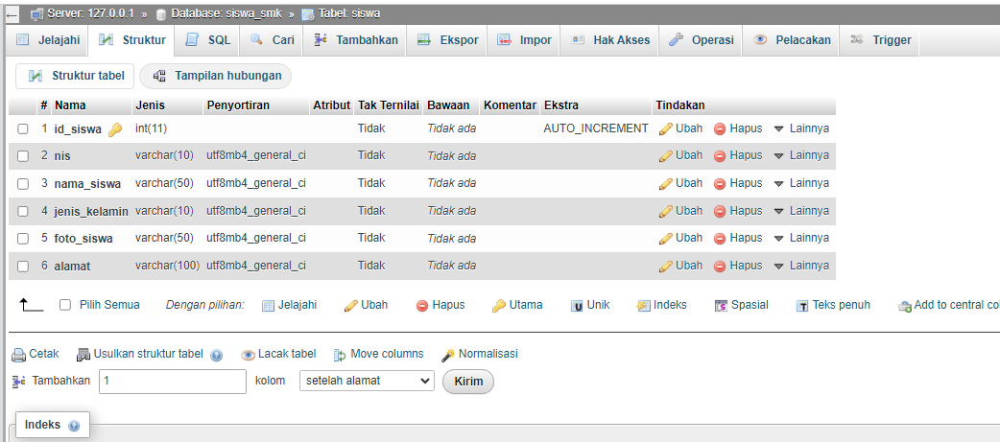 Server: 127.0.0.1 » Database: siswa_smk » Tabel: siswa
Jelajahi Struktur SQL Cari Tambahkan Ekspor Impor Hak Akses Operasi Pelacakan Trigger
Struktur tabel Tampilan hubungan
# Nama Jenis Penyortiran Atribut Tak Ternilai Bawaan Komentar Ekstra Tindakan
1 id_siswa int(11) Tidak Tidak ada AUTO_INCREMENT Ubah Hapus Lainnya
2 nis varchar(10) utf8mb4_general_ci Tidak Tidak ada Ubah Hapus Lainnya
3 nama_siswa varchar(50) utf8mb4_general_ci Tidak Tidak ada Ubah Hapus Lainnya
4 jenis_kelamin varchar(10) utf8mb4_general_ci Tidak Tidak ada Ubah Hapus Lainnya
5 foto_siswa varchar(50) utf8mb4_general_ci Tidak Tidak ada Ubah Hapus Lainnya
6 alamat varchar(100) utf8mb4_general_ci Tidak Tidak ada Ubah Hapus Lainnya
Pilih Semua Dengan pilihan: Jelajahi Ubah Hapus Utama Unik Indeks Spasial Teks penuh Add to central co
Cetak Usulkan struktur tabel Lacak tabel Move columns Normalisasi
Tambahkan 1 kolom setelah alamat Kirim
Indeks